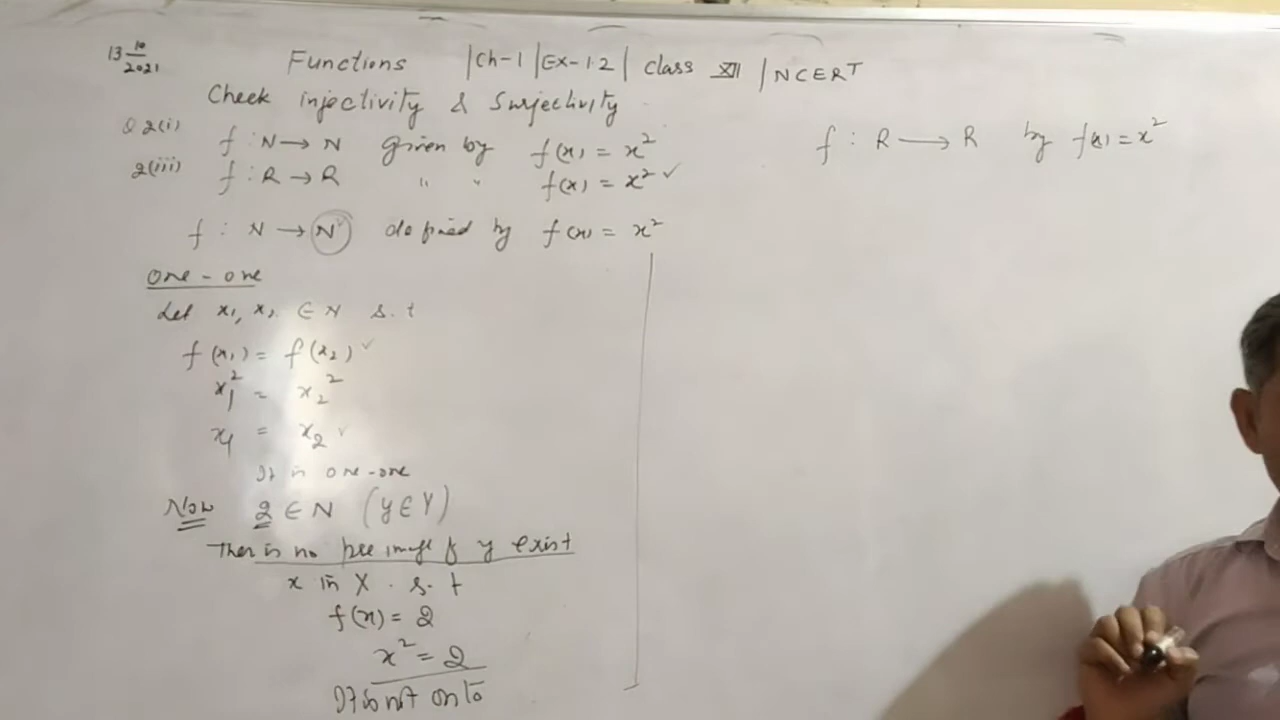 13 10/2021
Functions |Ch-1 |Ex-1.2| Class XII |NCERT
Check injectivity & Surjectivity
Q 2(i) f : N → N given by f(x) = x²
2(iii) f : R → R " " f(x) = x² ✓
f : N → N defined by f(x) = x²
one-one
Let x₁, x₂ ∈ N s.t
f(x₁) = f(x₂) ✓
x₁² = x₂²
x₁ = x₂ ✓
It is one-one
Now 2 ∈ N (y ∈ Y)
Ther is no pre image of y exist
x in X . s.t
f(x) = 2
x² = 2
It is not onto
f : R → R by f(x) = x²